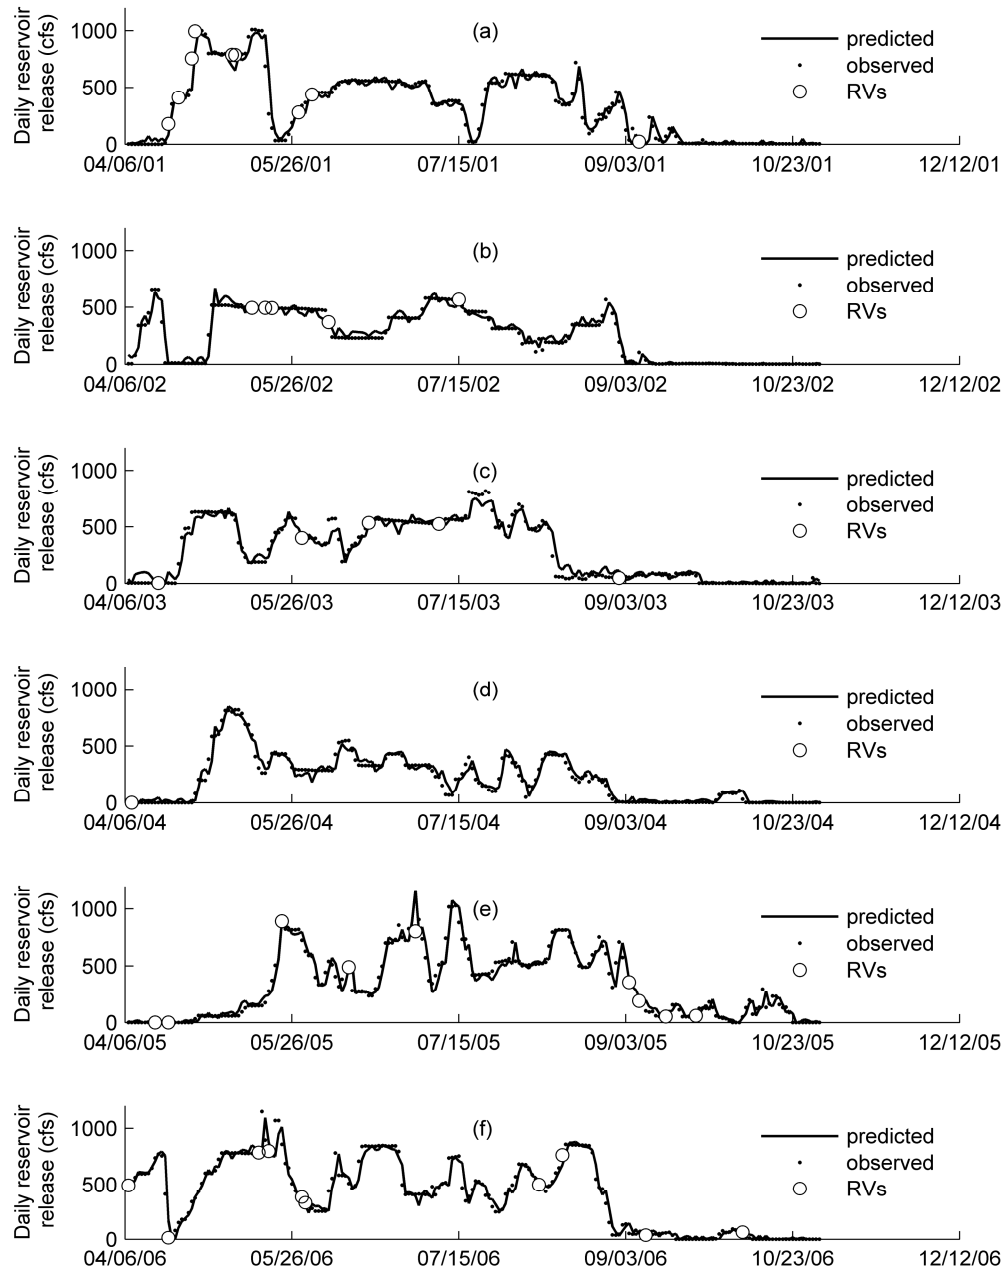 Daily reservoir
release (cfs)
1000
500
0
(a)
predicted
observed
RVs
04/06/01 05/26/01 07/15/01 09/03/01 10/23/01 12/12/01
Daily reservoir
release (cfs)
1000
500
0
(b)
predicted
observed
RVs
04/06/02 05/26/02 07/15/02 09/03/02 10/23/02 12/12/02
Daily reservoir
release (cfs)
1000
500
0
(c)
predicted
observed
RVs
04/06/03 05/26/03 07/15/03 09/03/03 10/23/03 12/12/03
Daily reservoir
release (cfs)
1000
500
0
(d)
predicted
observed
RVs
04/06/04 05/26/04 07/15/04 09/03/04 10/23/04 12/12/04
Daily reservoir
release (cfs)
1000
500
0
(e)
predicted
observed
RVs
04/06/05 05/26/05 07/15/05 09/03/05 10/23/05 12/12/05
Daily reservoir
release (cfs)
1000
500
0
(f)
predicted
observed
RVs
04/06/06 05/26/06 07/15/06 09/03/06 10/23/06 12/12/06